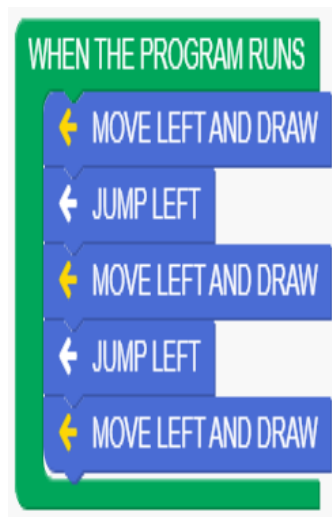 WHEN THE PROGRAM RUNS
MOVE LEFT AND DRAW
JUMP LEFT
MOVE LEFT AND DRAW
JUMP LEFT
MOVE LEFT AND DRAW